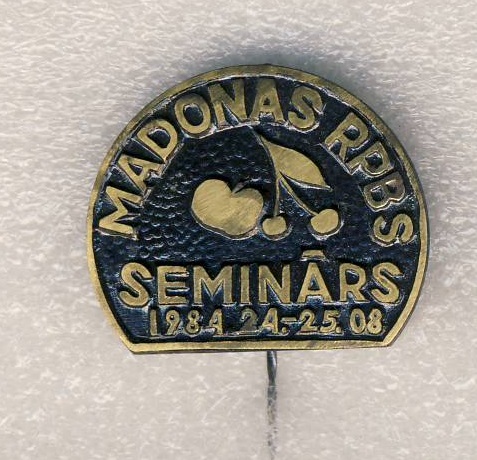 MADONAS RPBS
SEMINĀRS
1984 24.-25.08